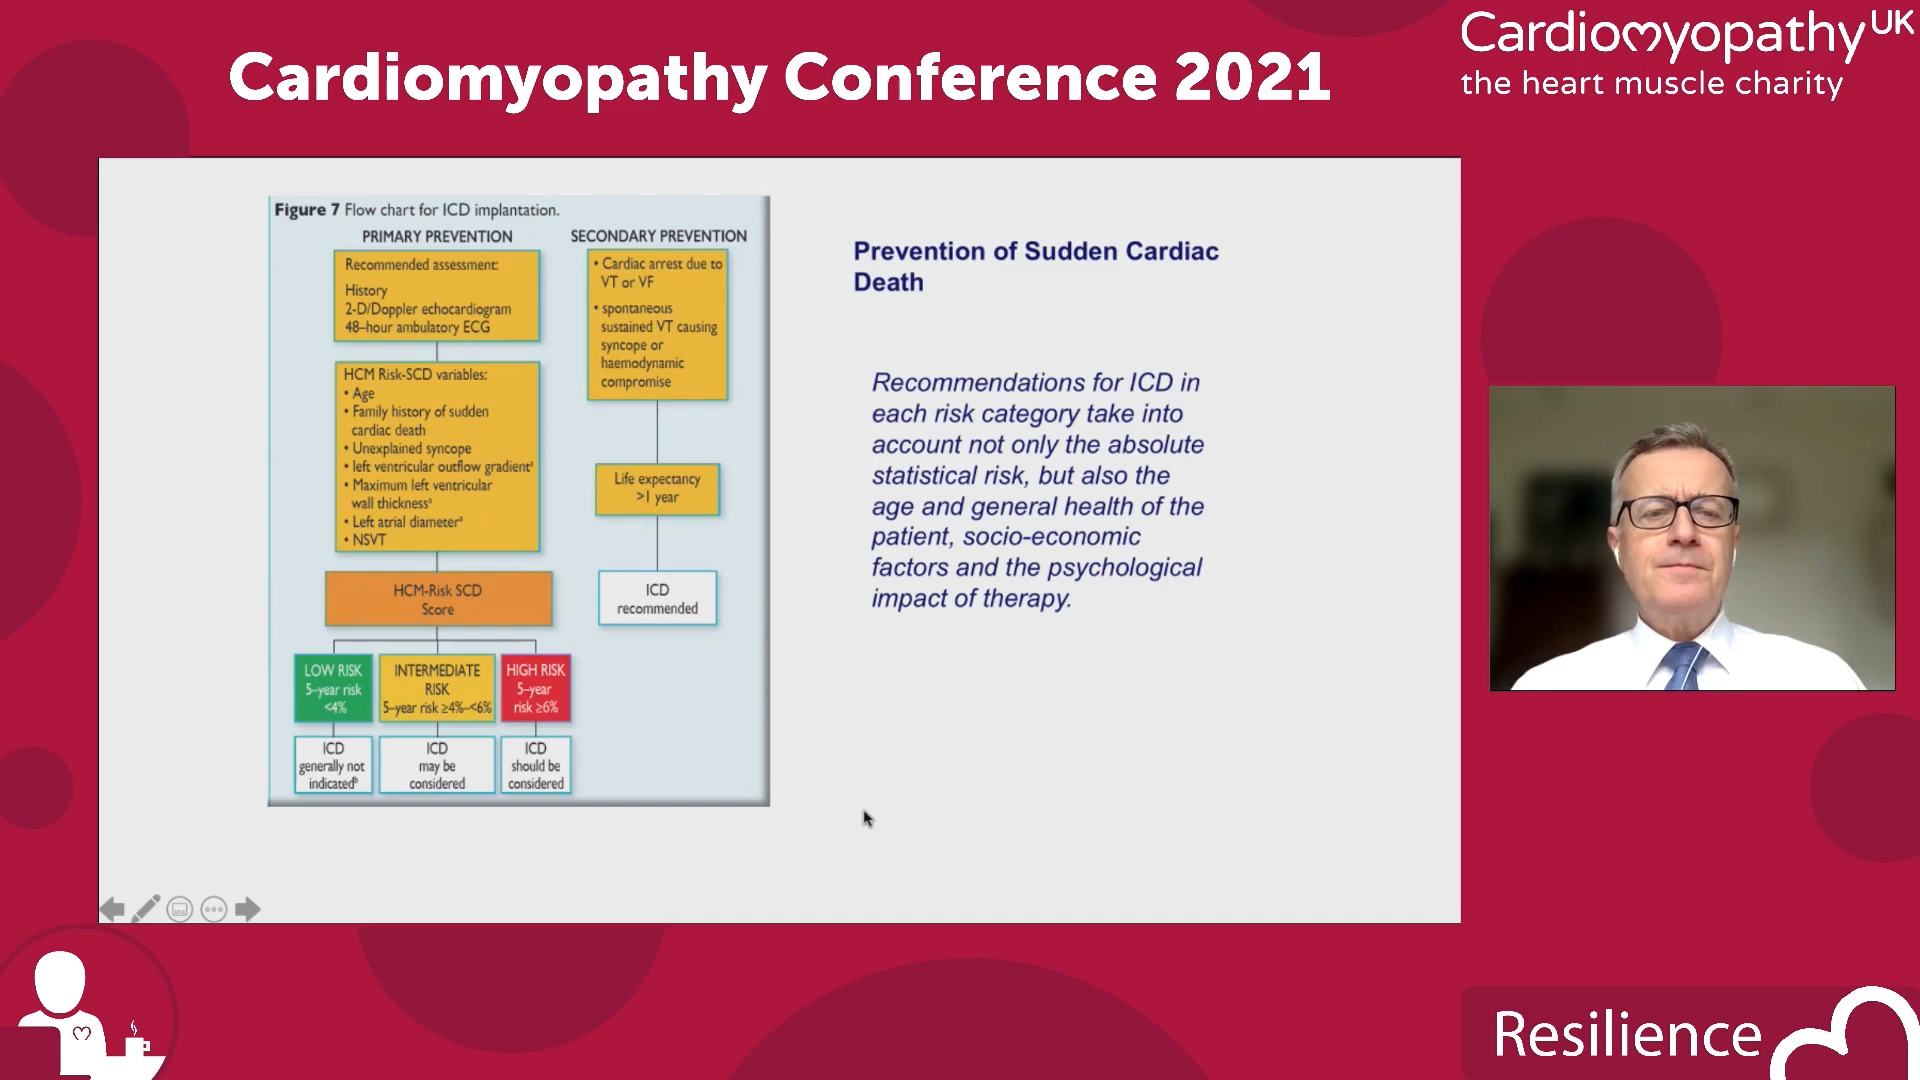 Cardiomyopathy Conference 2021
Cardiomyopathy UK
the heart muscle charity
Figure 7 Flow chart for ICD implantation.
PRIMARY PREVENTION
Recommended assessment:
History
2-D/Doppler echocardiogram
48–hour ambulatory ECG
HCM Risk-SCD variables:
• Age
• Family history of sudden
cardiac death
• Unexplained syncope
• left ventricular outflow gradientª
• Maximum left ventricular
wall thicknessª
• Left atrial diameterª
• NSVT
HCM-Risk SCD
Score
LOW RISK
5–year risk
<4%
INTERMEDIATE
RISK
5–year risk ≥4%–<6%
HIGH RISK
5–year
risk ≥6%
ICD
generally not
indicatedᵇ
ICD
may be
considered
ICD
should be
considered
SECONDARY PREVENTION
• Cardiac arrest due to
VT or VF
• spontaneous
sustained VT causing
syncope or
haemodynamic
compromise
Life expectancy
>1 year
ICD
recommended
Prevention of Sudden Cardiac
Death
Recommendations for ICD in
each risk category take into
account not only the absolute
statistical risk, but also the
age and general health of the
patient, socio-economic
factors and the psychological
impact of therapy.
Resilience